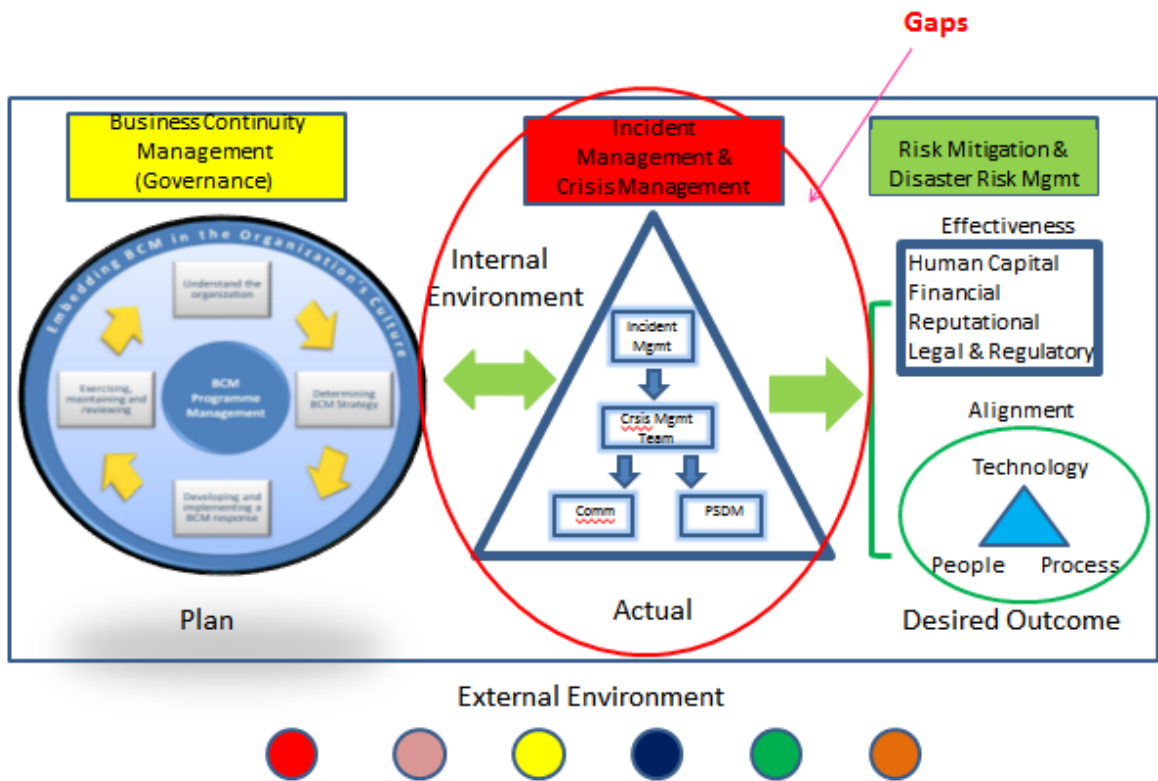 Gaps
Business Continuity
Management
(Governance)
Incident
Management &
Crisis Management
Risk Mitigation &
Disaster Risk Mgmt
Embedding BCM in the Organization's Culture
Understand the
organization
Exercising,
maintaining and
reviewing
BCM
Programme
Management
Determining
BCM Strategy
Developing and
implementing a
BCM response
Plan
Internal
Environment
Incident
Mgmt
Crsis Mgmt
Team
Comm
PSDM
Actual
Effectiveness
Human Capital
Financial
Reputational
Legal & Regulatory
Alignment
Technology
People
Process
Desired Outcome
External Environment